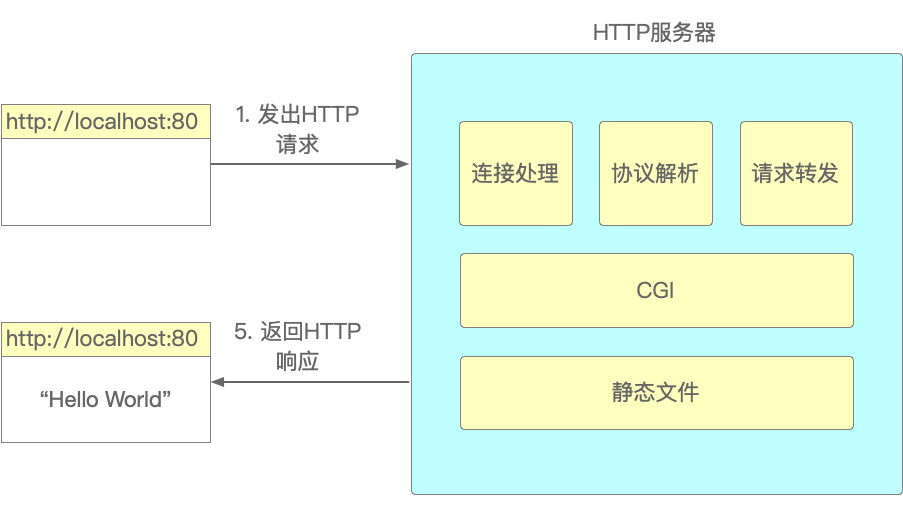 HTTP服务器
http://localhost:80
1. 发出HTTP
请求
连接处理
协议解析
请求转发
CGI
http://localhost:80
“Hello World”
5. 返回HTTP
响应
静态文件